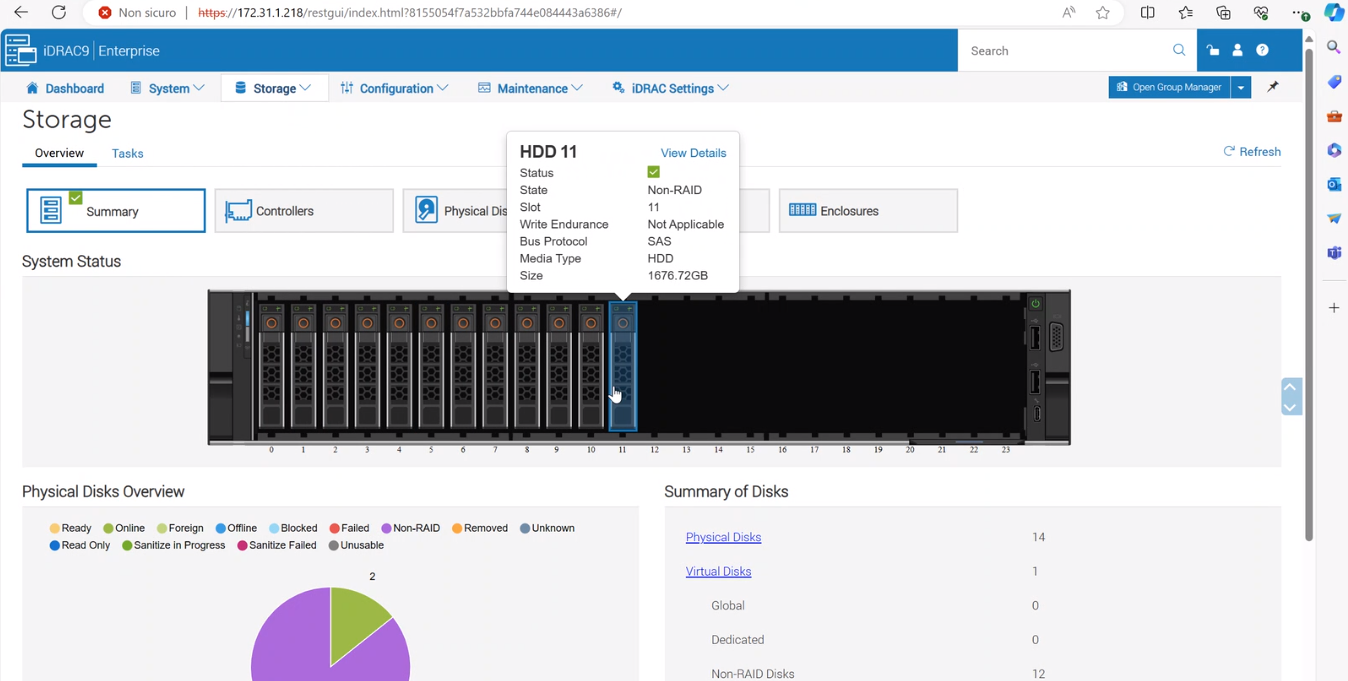 Non sicuro | https://172.31.1.218/restgui/index.html?8155054f7a532bbfa744e084443a6386#/
iDRAC9 | Enterprise
Search
Dashboard System Storage Configuration Maintenance iDRAC Settings Open Group Manager
Storage
Overview Tasks Refresh
HDD 11 View Details
Status
State Non-RAID
Slot 11
Write Endurance Not Applicable
Bus Protocol SAS
Media Type HDD
Size 1676.72GB
Summary Controllers Physical Dis Enclosures
System Status
0 1 2 3 4 5 6 7 8 9 10 11 12 13 14 15 16 17 18 19 20 21 22 23
Physical Disks Overview
Ready Online Foreign Offline Blocked Failed Non-RAID Removed Unknown
Read Only Sanitize in Progress Sanitize Failed Unusable
2
Summary of Disks
Physical Disks 14
Virtual Disks 1
Global 0
Dedicated 0
Non-RAID Disks 12